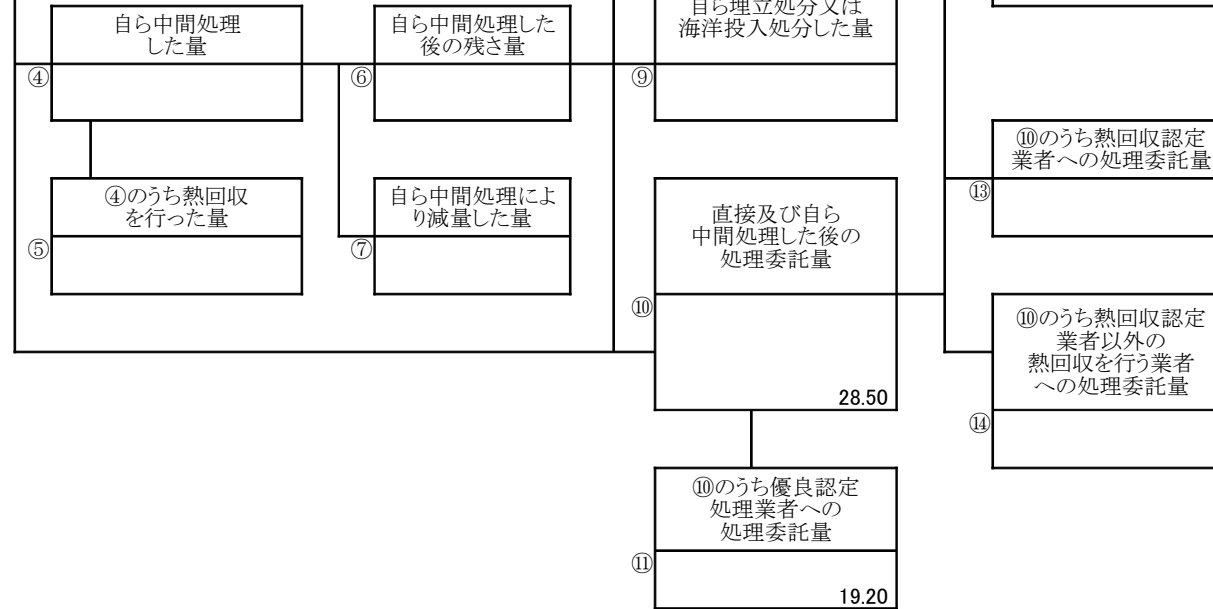 自ら中間処理
した量
④
自ら中間処理した
後の残さ量
⑥
自ら埋立処分又は
海洋投入処分した量
⑨
⑩のうち熱回収認定
業者への処理委託量
⑬
④のうち熱回収
を行った量
⑤
自ら中間処理によ
り減量した量
⑦
直接及び自ら
中間処理した後の
処理委託量
⑩
28.50
⑩のうち熱回収認定
業者以外の
熱回収を行う業者
への処理委託量
⑭
⑩のうち優良認定
処理業者への
処理委託量
⑪
19.20